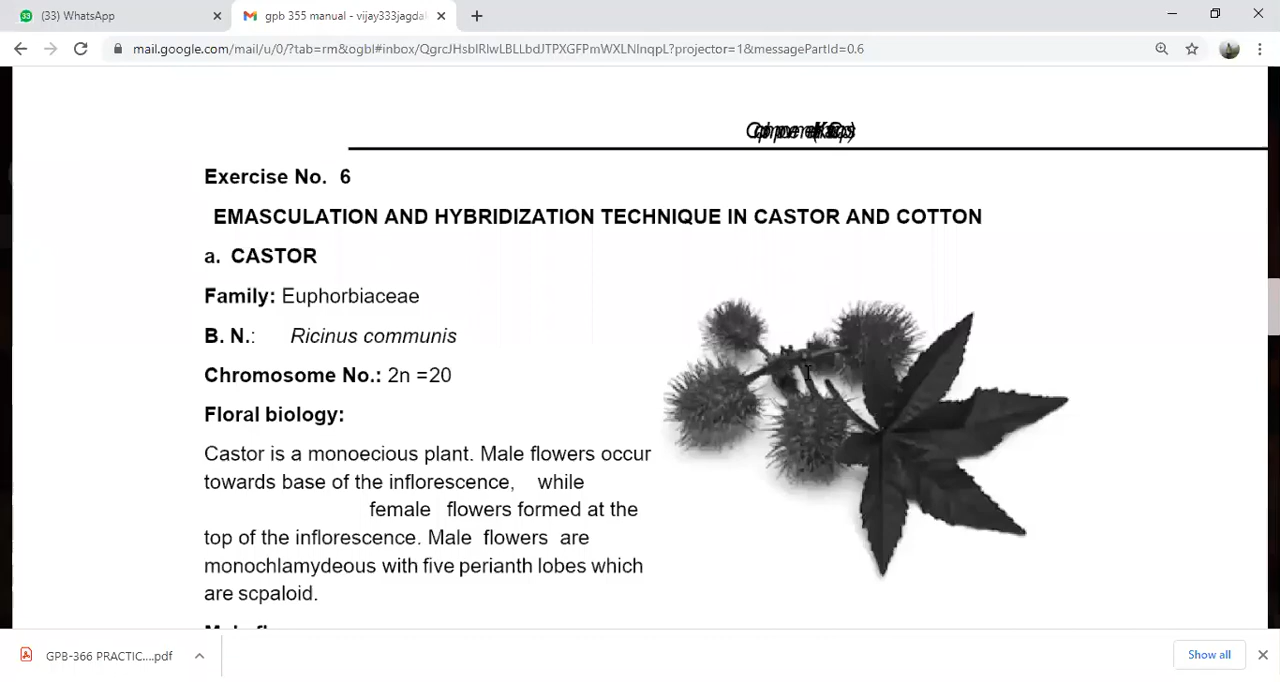 (33) WhatsApp
gpb 355 manual - vijay333jagdak
mail.google.com/mail/u/0/?tab=rm&ogbl#inbox/QgrcJHsblRlwLBLLbdJTPXGFPmWXLNlnqpL?projector=1&messagePartId=0.6
Exercise No. 6
EMASCULATION AND HYBRIDIZATION TECHNIQUE IN CASTOR AND COTTON
a. CASTOR
Family: Euphorbiaceae
B. N.: Ricinus communis
Chromosome No.: 2n =20
Floral biology:
Castor is a monoecious plant. Male flowers occur
towards base of the inflorescence, while
female flowers formed at the
top of the inflorescence. Male flowers are
monochlamydeous with five perianth lobes which
are scpaloid.
GPB-366 PRACTIC....pdf
Show all